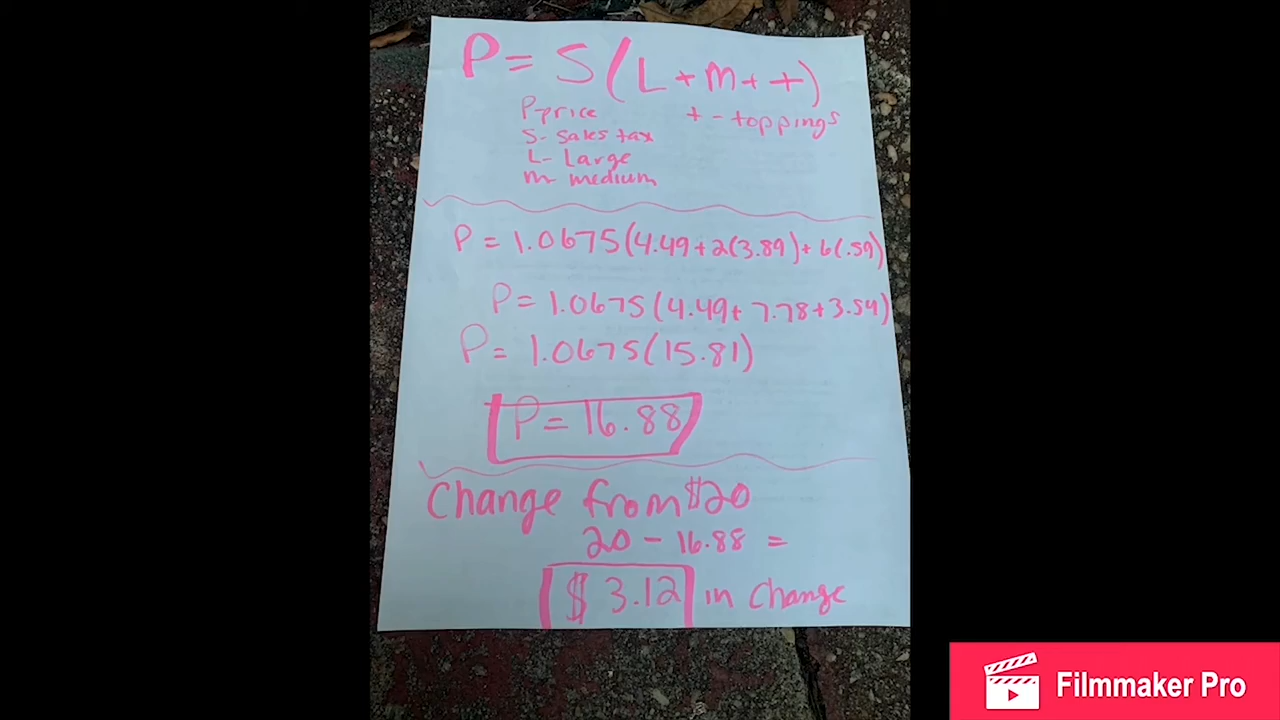 P = S(L+m+t)
P-price
t - toppings
S- sales tax
L- Large
m- medium
P = 1.0675(4.49+2(3.89)+6(.59)
P = 1.0675(4.49+ 7.78+3.54)
P = 1.0675(15.81)
P = 16.88
Change from $20
20 - 16.88 =
$ 3.12 in change
Filmmaker Pro